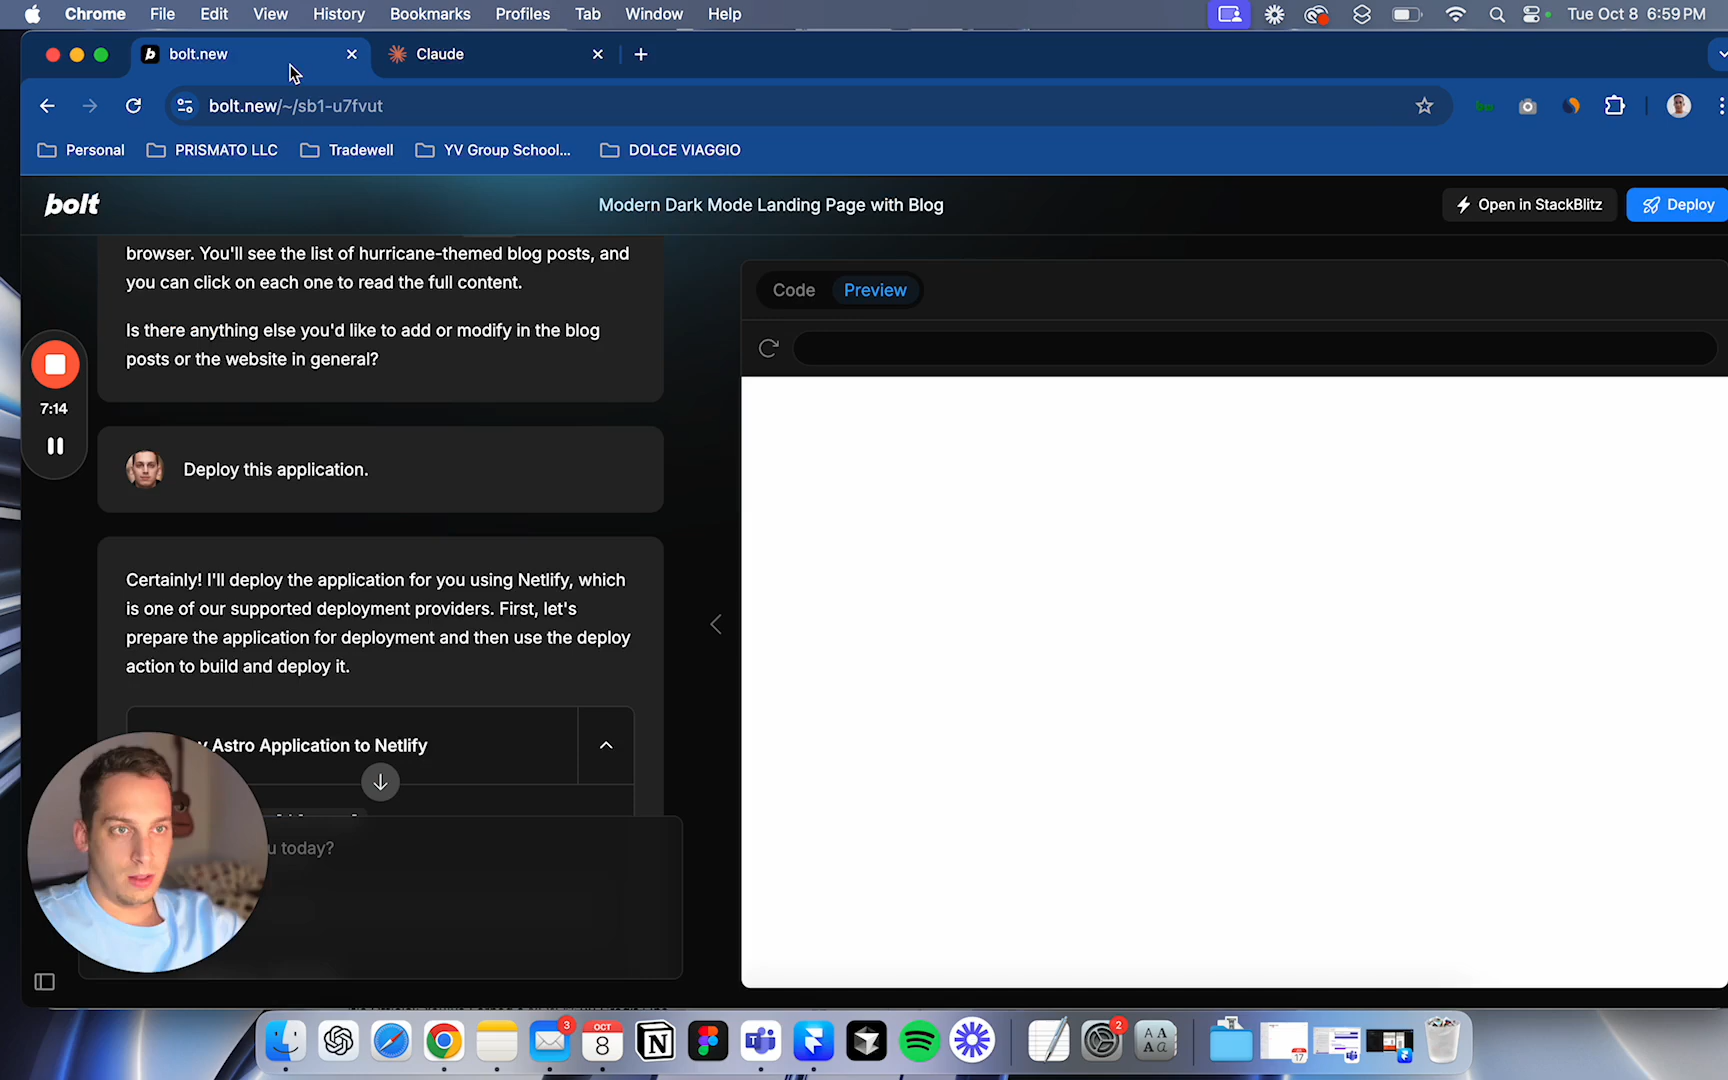 Chrome File Edit View History Bookmarks Profiles Tab Window Help Tue Oct 8 6:59 PM
bolt.new Claude
bolt.new/~/sb1-u7fvut
Personal PRISMATO LLC Tradewell YV Group School... DOLCE VIAGGIO
bolt Modern Dark Mode Landing Page with Blog Open in StackBlitz Deploy
browser. You'll see the list of hurricane-themed blog posts, and
you can click on each one to read the full content.
Is there anything else you'd like to add or modify in the blog
posts or the website in general?
Code Preview
7:14
Deploy this application.
Certainly! I'll deploy the application for you using Netlify, which
is one of our supported deployment providers. First, let's
prepare the application for deployment and then use the deploy
action to build and deploy it.
y Astro Application to Netlify
u today?
3
OCT
8
2
17